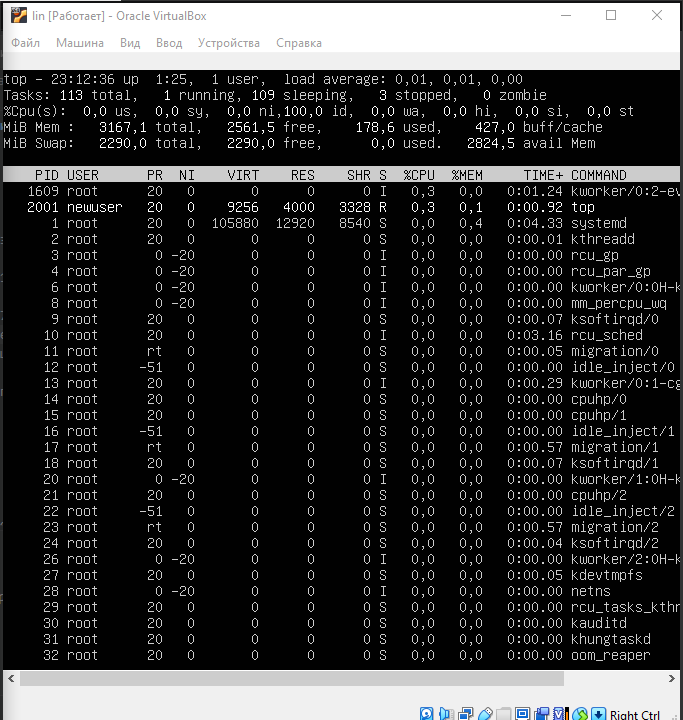 lin [Работает] - Oracle VirtualBox
Файл Машина Вид Ввод Устройства Справка
top - 23:12:36 up  1:25,  1 user,  load average: 0,01, 0,01, 0,00
Tasks: 113 total,   1 running, 109 sleeping,   3 stopped,   0 zombie
%Cpu(s):  0,0 us,  0,0 sy,  0,0 ni,100,0 id,  0,0 wa,  0,0 hi,  0,0 si,  0,0 st
MiB Mem :   3167,1 total,   2561,5 free,    178,6 used,    427,0 buff/cache
MiB Swap:   2290,0 total,   2290,0 free,      0,0 used.   2824,5 avail Mem
PID USER PR NI VIRT RES SHR S %CPU %MEM TIME+ COMMAND
1609 root 20 0 0 0 0 I 0,3 0,0 0:01.24 kworker/0:2-ev
2001 newuser 20 0 9256 4000 3328 R 0,3 0,1 0:00.92 top
1 root 20 0 105880 12920 8540 S 0,0 0,4 0:04.33 systemd
2 root 20 0 0 0 0 S 0,0 0,0 0:00.01 kthreadd
3 root 0 -20 0 0 0 I 0,0 0,0 0:00.00 rcu_gp
4 root 0 -20 0 0 0 I 0,0 0,0 0:00.00 rcu_par_gp
6 root 0 -20 0 0 0 I 0,0 0,0 0:00.00 kworker/0:0H-k
8 root 0 -20 0 0 0 I 0,0 0,0 0:00.00 mm_percpu_wq
9 root 20 0 0 0 0 S 0,0 0,0 0:00.07 ksoftirqd/0
10 root 20 0 0 0 0 I 0,0 0,0 0:03.16 rcu_sched
11 root rt 0 0 0 0 S 0,0 0,0 0:00.05 migration/0
12 root -51 0 0 0 0 S 0,0 0,0 0:00.00 idle_inject/0
13 root 20 0 0 0 0 I 0,0 0,0 0:00.29 kworker/0:1-cg
14 root 20 0 0 0 0 S 0,0 0,0 0:00.00 cpuhp/0
15 root 20 0 0 0 0 S 0,0 0,0 0:00.00 cpuhp/1
16 root -51 0 0 0 0 S 0,0 0,0 0:00.00 idle_inject/1
17 root rt 0 0 0 0 S 0,0 0,0 0:00.57 migration/1
18 root 20 0 0 0 0 S 0,0 0,0 0:00.07 ksoftirqd/1
20 root 0 -20 0 0 0 I 0,0 0,0 0:00.00 kworker/1:0H-k
21 root 20 0 0 0 0 S 0,0 0,0 0:00.00 cpuhp/2
22 root -51 0 0 0 0 S 0,0 0,0 0:00.00 idle_inject/2
23 root rt 0 0 0 0 S 0,0 0,0 0:00.57 migration/2
24 root 20 0 0 0 0 S 0,0 0,0 0:00.04 ksoftirqd/2
26 root 0 -20 0 0 0 I 0,0 0,0 0:00.00 kworker/2:0H-k
27 root 20 0 0 0 0 S 0,0 0,0 0:00.05 kdevtmpfs
28 root 0 -20 0 0 0 I 0,0 0,0 0:00.00 netns
29 root 20 0 0 0 0 S 0,0 0,0 0:00.00 rcu_tasks_kthr
30 root 20 0 0 0 0 S 0,0 0,0 0:00.00 kauditd
31 root 20 0 0 0 0 S 0,0 0,0 0:00.00 khungtaskd
32 root 20 0 0 0 0 S 0,0 0,0 0:00.00 oom_reaper
Right Ctrl